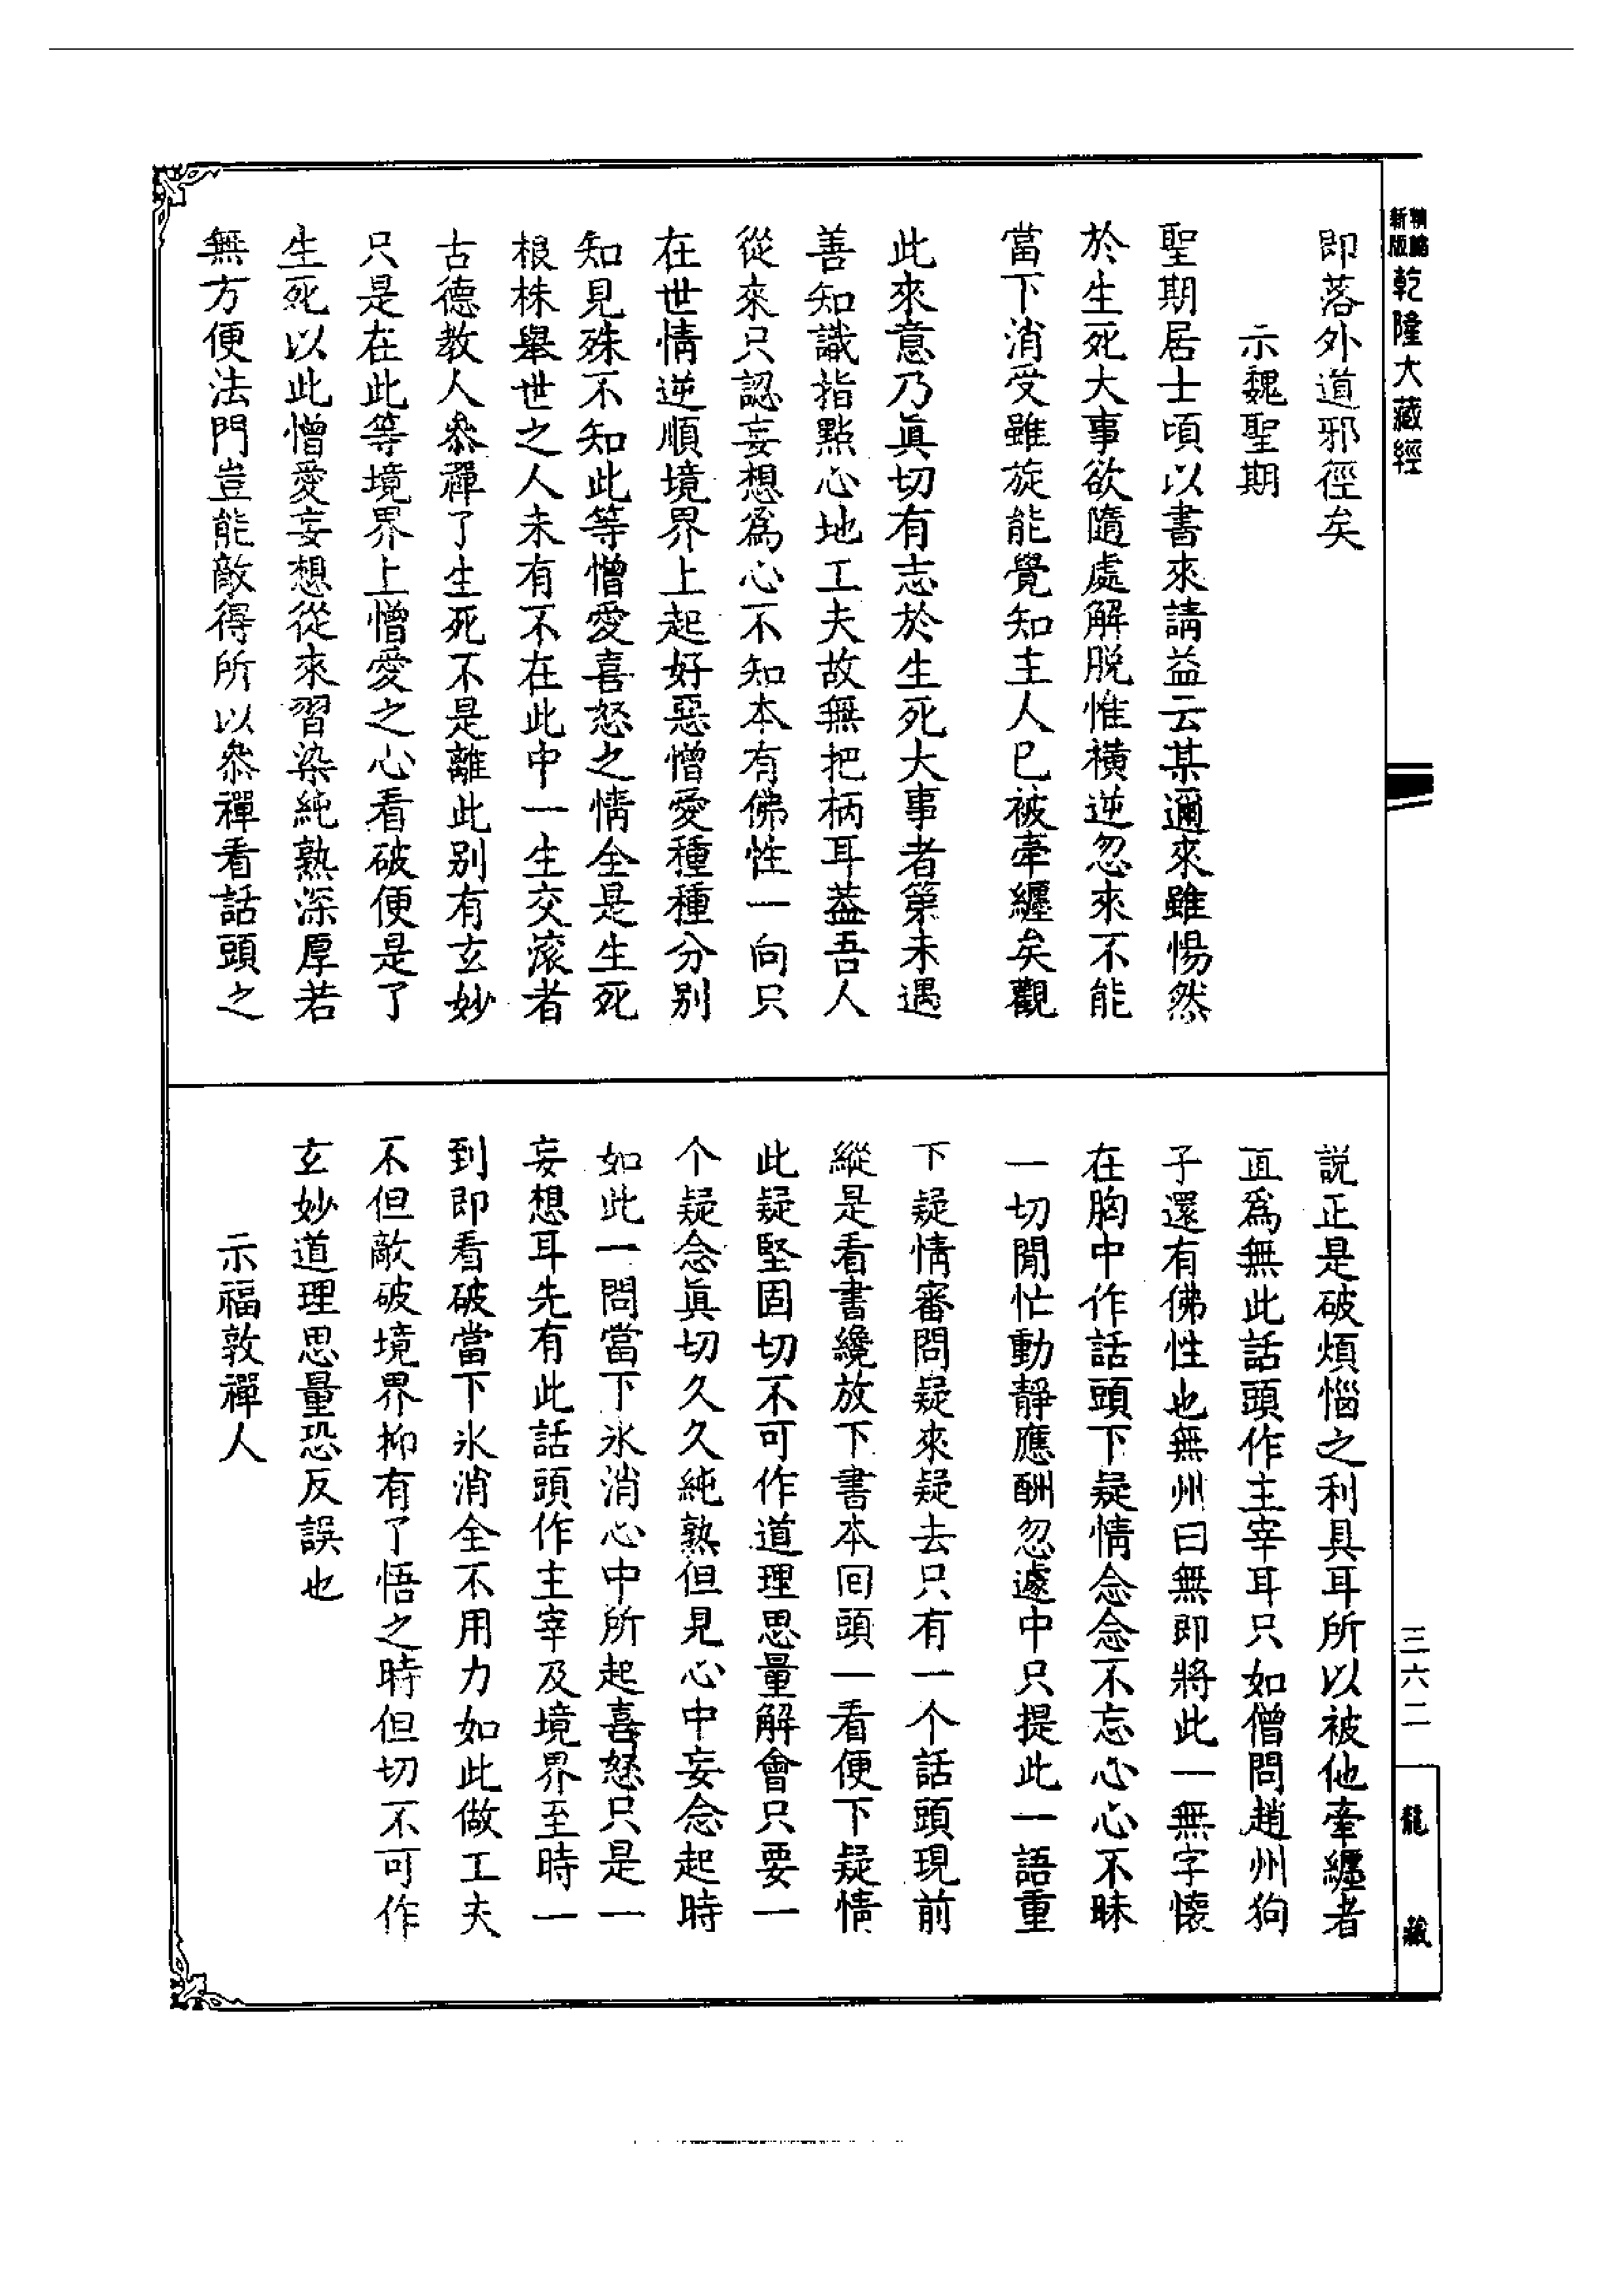 新版精縮
乾隆大藏經
即落外道邪徑矣
示魏聖期
聖期居士頃以書來請益云某邇來雖惕然
於生死大事欲隨處解脱惟橫逆忽來不能
當下消受雖旋能覺知主人已被牽纏矣觀
此來意乃眞切有志於生死大事者第未遇
善知識指點心地工夫故無把柄耳葢吾人
從來只認妄想爲心不知本有佛性一向只
在世情逆順境界上起好惡憎愛種種分别
知見殊不知此等憎愛喜怒之情全是生死
根株舉世之人未有不在此中一生交滚者
古德教人叅禪了生死不是離此别有玄妙
只是在此等境界上憎愛之心看破便是了
生死以此憎愛妄想從來習染純熟深厚若
無方便法門豈能敵得所以叅禪看話頭之
説正是破煩惱之利具耳所以被他牽纏者
直爲無此話頭作主宰耳只如僧問趙州狗
子還有佛性也無州曰無即將此一無字懷
在胸中作話頭下疑情念念不忘心心不昧
一切閒忙動靜應酬忽遽中只提此一語重
下疑情審問疑來疑去只有一个話頭現前
縱是看書纔放下書本回頭一看便下疑情
此疑堅固切不可作道理思量解會只要一
个疑念眞切久久純熟但見心中妄念起時
如此一問當下氷消心中所起喜怒只是一
妄想耳先有此話頭作主宰及境界至時一
到即看破當下氷消全不用力如此做工夫
不但敵破境界抑有了悟之時但切不可作
玄妙道理思量恐反誤也
示福敦禪人
三六二
龍藏